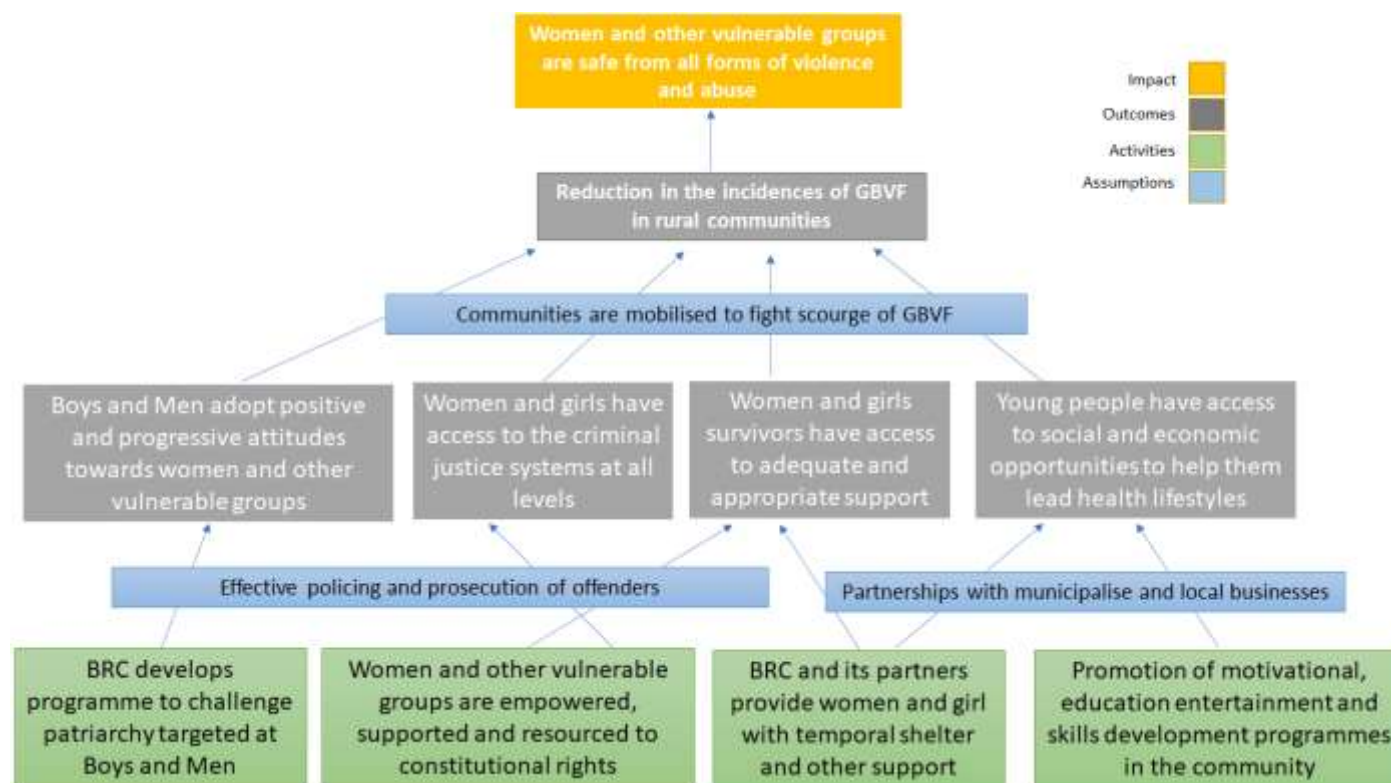 Women and other vulnerable groups
are safe from all forms of violence
and abuse
Impact
Outcomes
Activities
Assumptions
Reduction in the incidences of GBVF
in rural communities
Communities are mobilised to fight scourge of GBVF
Boys and Men adopt positive
and progressive attitudes
towards women and other
vulnerable groups
Women and girls have
access to the criminal
justice systems at all
levels
Women and girls
survivors have access
to adequate and
appropriate support
Young people have access
to social and economic
opportunities to help them
lead health lifestyles
Effective policing and prosecution of offenders
Partnerships with municipalise and local businesses
BRC develops
programme to challenge
patriarchy targeted at
Boys and Men
Women and other vulnerable
groups are empowered,
supported and resourced to
constitutional rights
BRC and its partners
provide women and girl
with temporal shelter
and other support
Promotion of motivational,
education entertainment and
skills development programmes
in the community